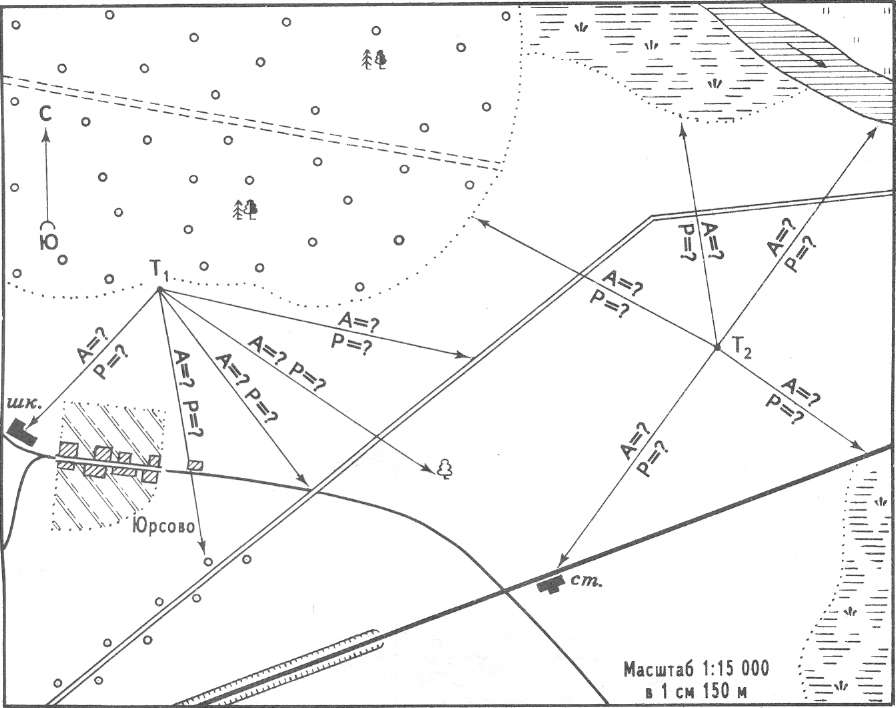 С
Ю
Т₁
А=?
Р=?
А=? Р=?
А=? Р=?
А=? Р=?
А=?
Р=?
шк.
Юрсово
А=?
Р=?
А=?
Р=?
А=?
Р=?
Т₂
А=?
Р=?
А=?
Р=?
ст.
Масштаб 1:15 000
в 1 см 150 м